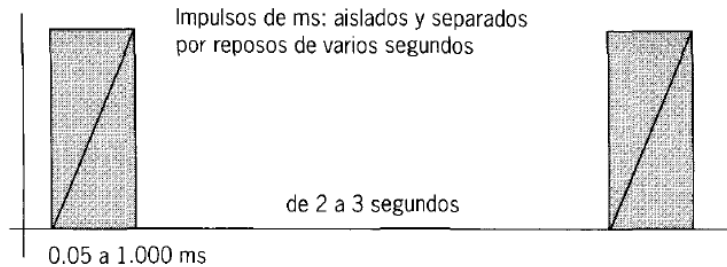 Impulsos de ms: aislados y separados
por reposos de varios segundos
de 2 a 3 segundos
0.05 a 1.000 ms